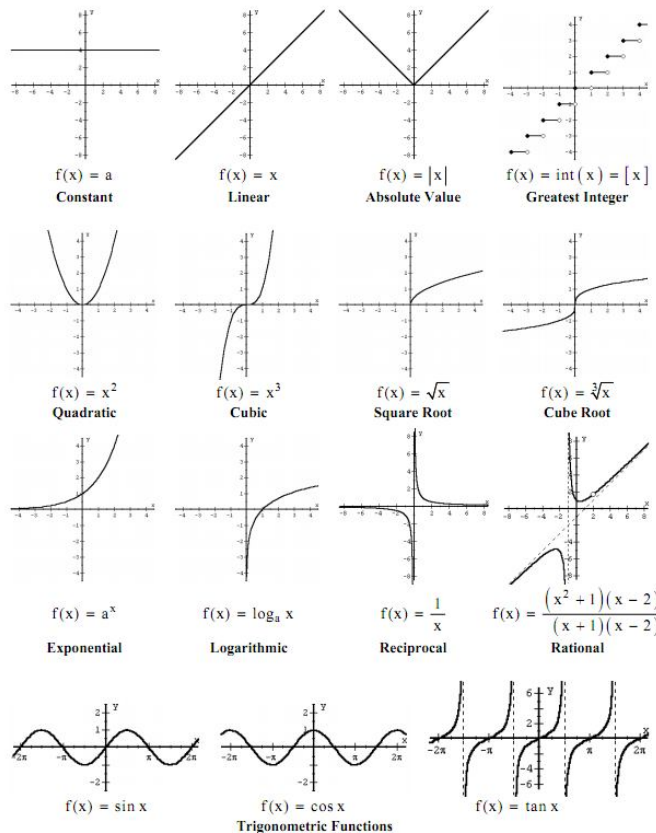 f(x) = a f(x) = x f(x) = |x| f(x) = int(x) = [x]
Constant Linear Absolute Value Greatest Integer
f(x) = x² f(x) = x³ f(x) = √x f(x) = ∛x
Quadratic Cubic Square Root Cube Root
f(x) = aˣ f(x) = logₐ x f(x) = 1/x f(x) = (x² + 1)(x − 2)/(x + 1)(x − 2)
Exponential Logarithmic Reciprocal Rational
f(x) = sin x f(x) = cos x f(x) = tan x
Trigonometric Functions